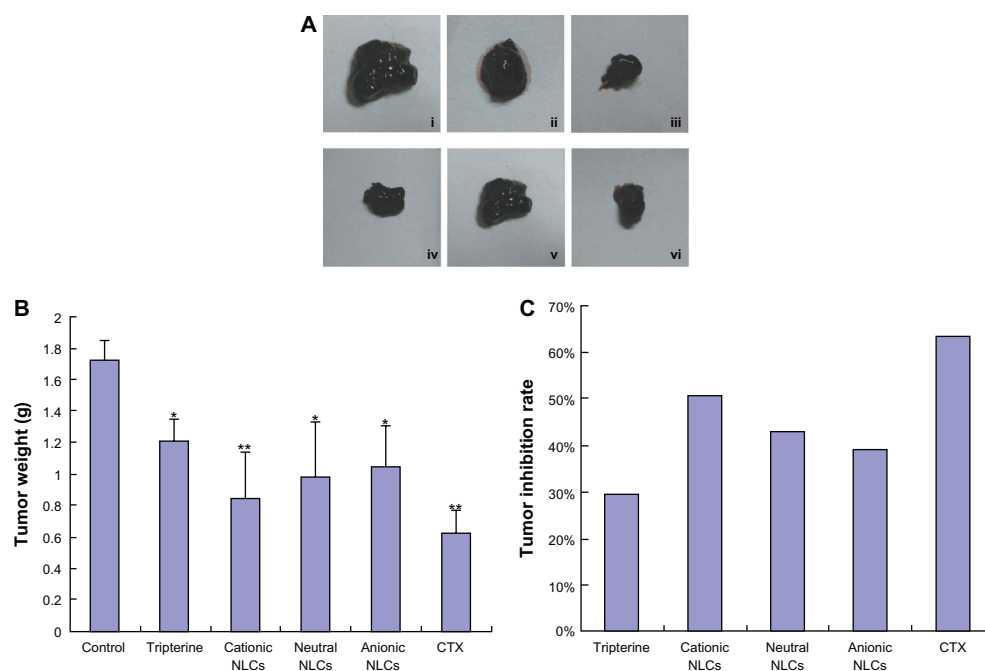 A
i
ii
iii
iv
v
vi
B
Tumor weight (g)
2
1.8
1.6
1.4
1.2
1
0.8
0.6
0.4
0.2
0
*
**
*
*
**
Control
Tripterine
Cationic
NLCs
Neutral
NLCs
Anionic
NLCs
CTX
C
Tumor inhibition rate
70%
60%
50%
40%
30%
20%
10%
0%
Tripterine
Cationic
NLCs
Neutral
NLCs
Anionic
NLCs
CTX